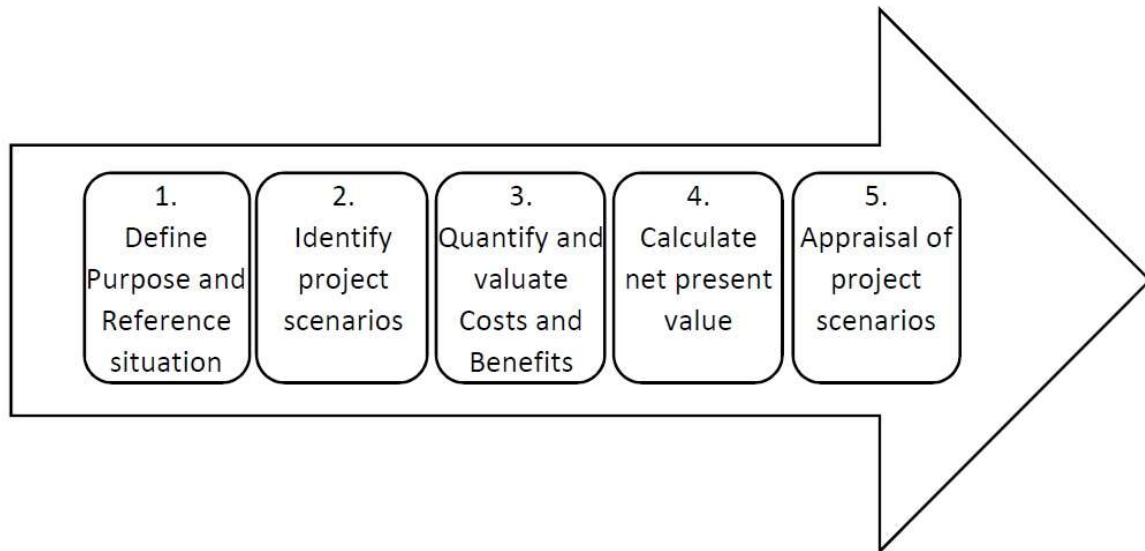 1.
Define
Purpose and
Reference
situation
2.
Identify
project
scenarios
3.
Quantify and
valuate
Costs and
Benefits
4.
Calculate
net present
value
5.
Appraisal of
project
scenarios